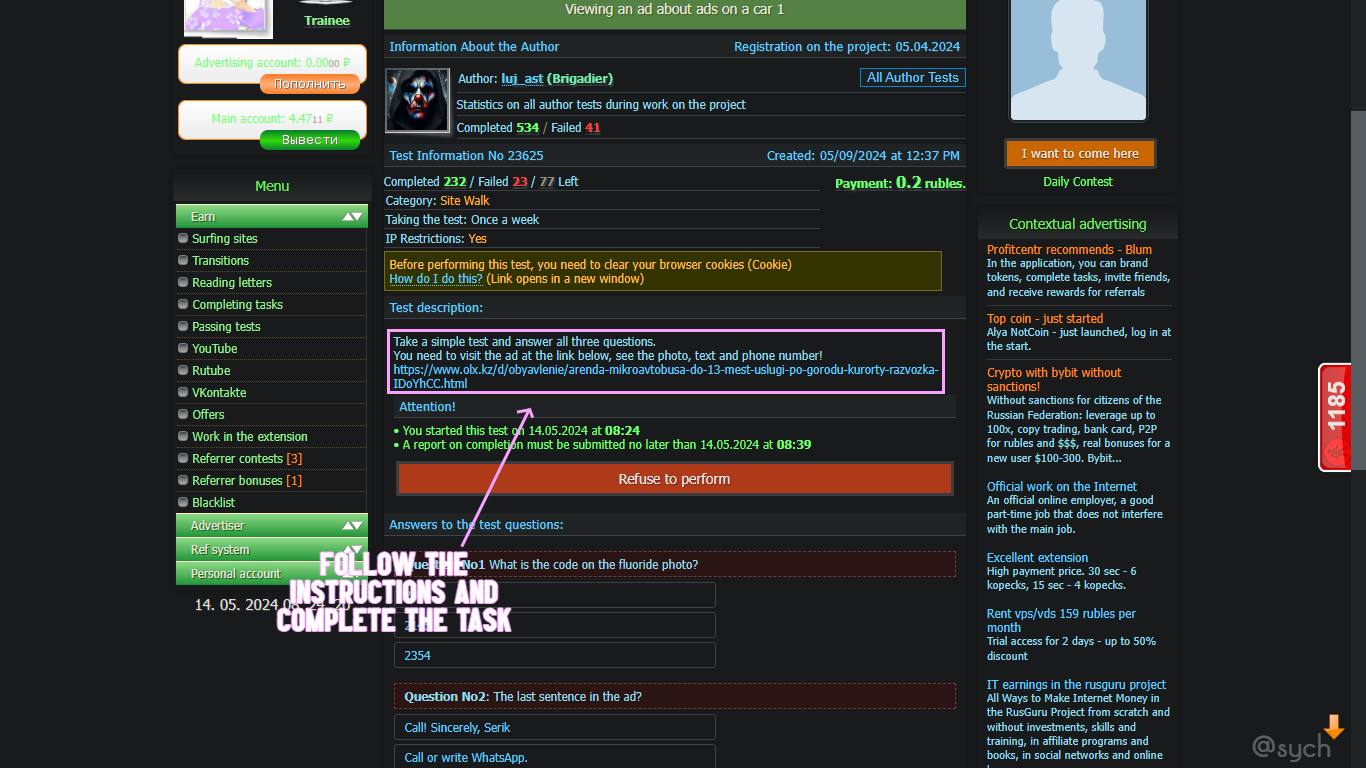 Trainee
Advertising account: 0.0000 ₽
Пополнить
Main account: 4.4711 ₽
Вывести
Menu
Earn
Surfing sites
Transitions
Reading letters
Completing tasks
Passing tests
YouTube
Rutube
VKontakte
Offers
Work in the extension
Referrer contests [3]
Referrer bonuses [1]
Blacklist
Advertiser
Ref system
Personal account
14. 05. 2024
Viewing an ad about ads on a car 1
Information About the Author
Registration on the project: 05.04.2024
Author: luj_ast (Brigadier)
All Author Tests
Statistics on all author tests during work on the project
Completed 534 / Failed 41
Test Information No 23625
Created: 05/09/2024 at 12:37 PM
Completed 232 / Failed 23 / 77 Left
Payment: 0.2 rubles.
Category: Site Walk
Taking the test: Once a week
IP Restrictions: Yes
Before performing this test, you need to clear your browser cookies (Cookie)
How do I do this? (Link opens in a new window)
Test description:
Take a simple test and answer all three questions.
You need to visit the ad at the link below, see the photo, text and phone number!
https://www.olx.kz/d/obyavlenie/arenda-mikroavtobusa-do-13-mest-uslugi-po-gorodu-kurorty-razvozka-
IDoYhCC.html
Attention!
• You started this test on 14.05.2024 at 08:24
• A report on completion must be submitted no later than 14.05.2024 at 08:39
Refuse to perform
Answers to the test questions:
No1 What is the code on the fluoride photo?
2354
Question No2: The last sentence in the ad?
Call! Sincerely, Serik
Call or write WhatsApp.
FOLLOW THE
INSTRUCTIONS AND
COMPLETE THE TASK
I want to come here
Daily Contest
Contextual advertising
Profitcentr recommends - Blum
In the application, you can brand
tokens, complete tasks, invite friends,
and receive rewards for referrals
Top coin - just started
Alya NotCoin - just launched, log in at
the start.
Crypto with bybit without
sanctions!
Without sanctions for citizens of the
Russian Federation: leverage up to
100x, copy trading, bank card, P2P
for rubles and $$$, real bonuses for a
new user $100-300. Bybit...
Official work on the Internet
An official online employer, a good
part-time job that does not interfere
with the main job.
Excellent extension
High payment price. 30 sec - 6
kopecks, 15 sec - 4 kopecks.
Rent vps/vds 159 rubles per
month
Trial access for 2 days - up to 50%
discount
IT earnings in the rusguru project
All Ways to Make Internet Money in
the RusGuru Project from scratch and
without investments, skills and
training, in affiliate programs and
books, in social networks and online
1185
@sych